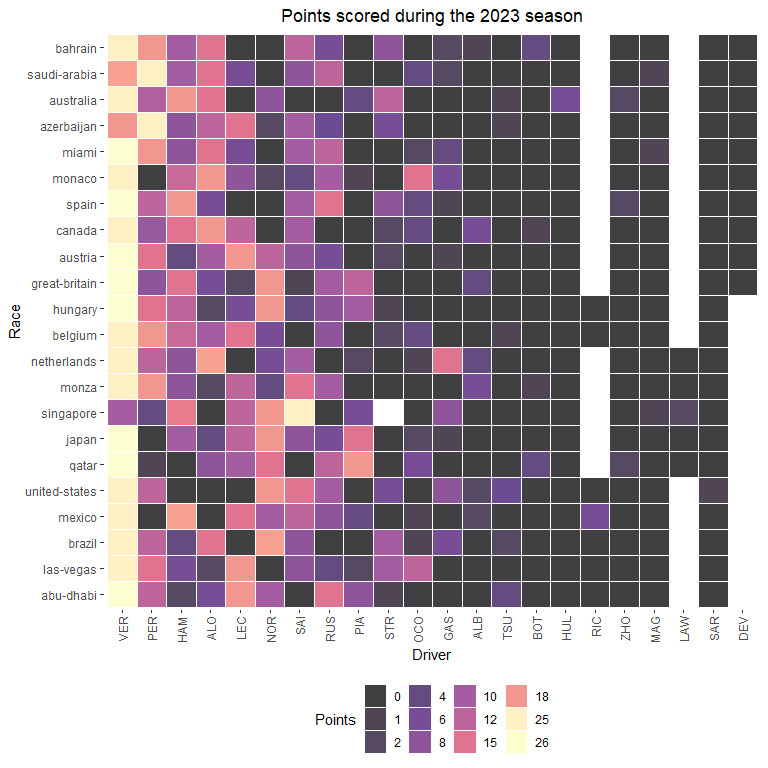 Points scored during the 2023 season
Race
bahrain
saudi-arabia
australia
azerbaijan
miami
monaco
spain
canada
austria
great-britain
hungary
belgium
netherlands
monza
singapore
japan
qatar
united-states
mexico
brazil
las-vegas
abu-dhabi
VER PER HAM ALO LEC NOR SAI RUS PIA STR OCO GAS ALB TSU BOT HUL RIC ZHO MAG LAW SAR DEV
Driver
Points
0 4 10 18
1 6 12 25
2 8 15 26